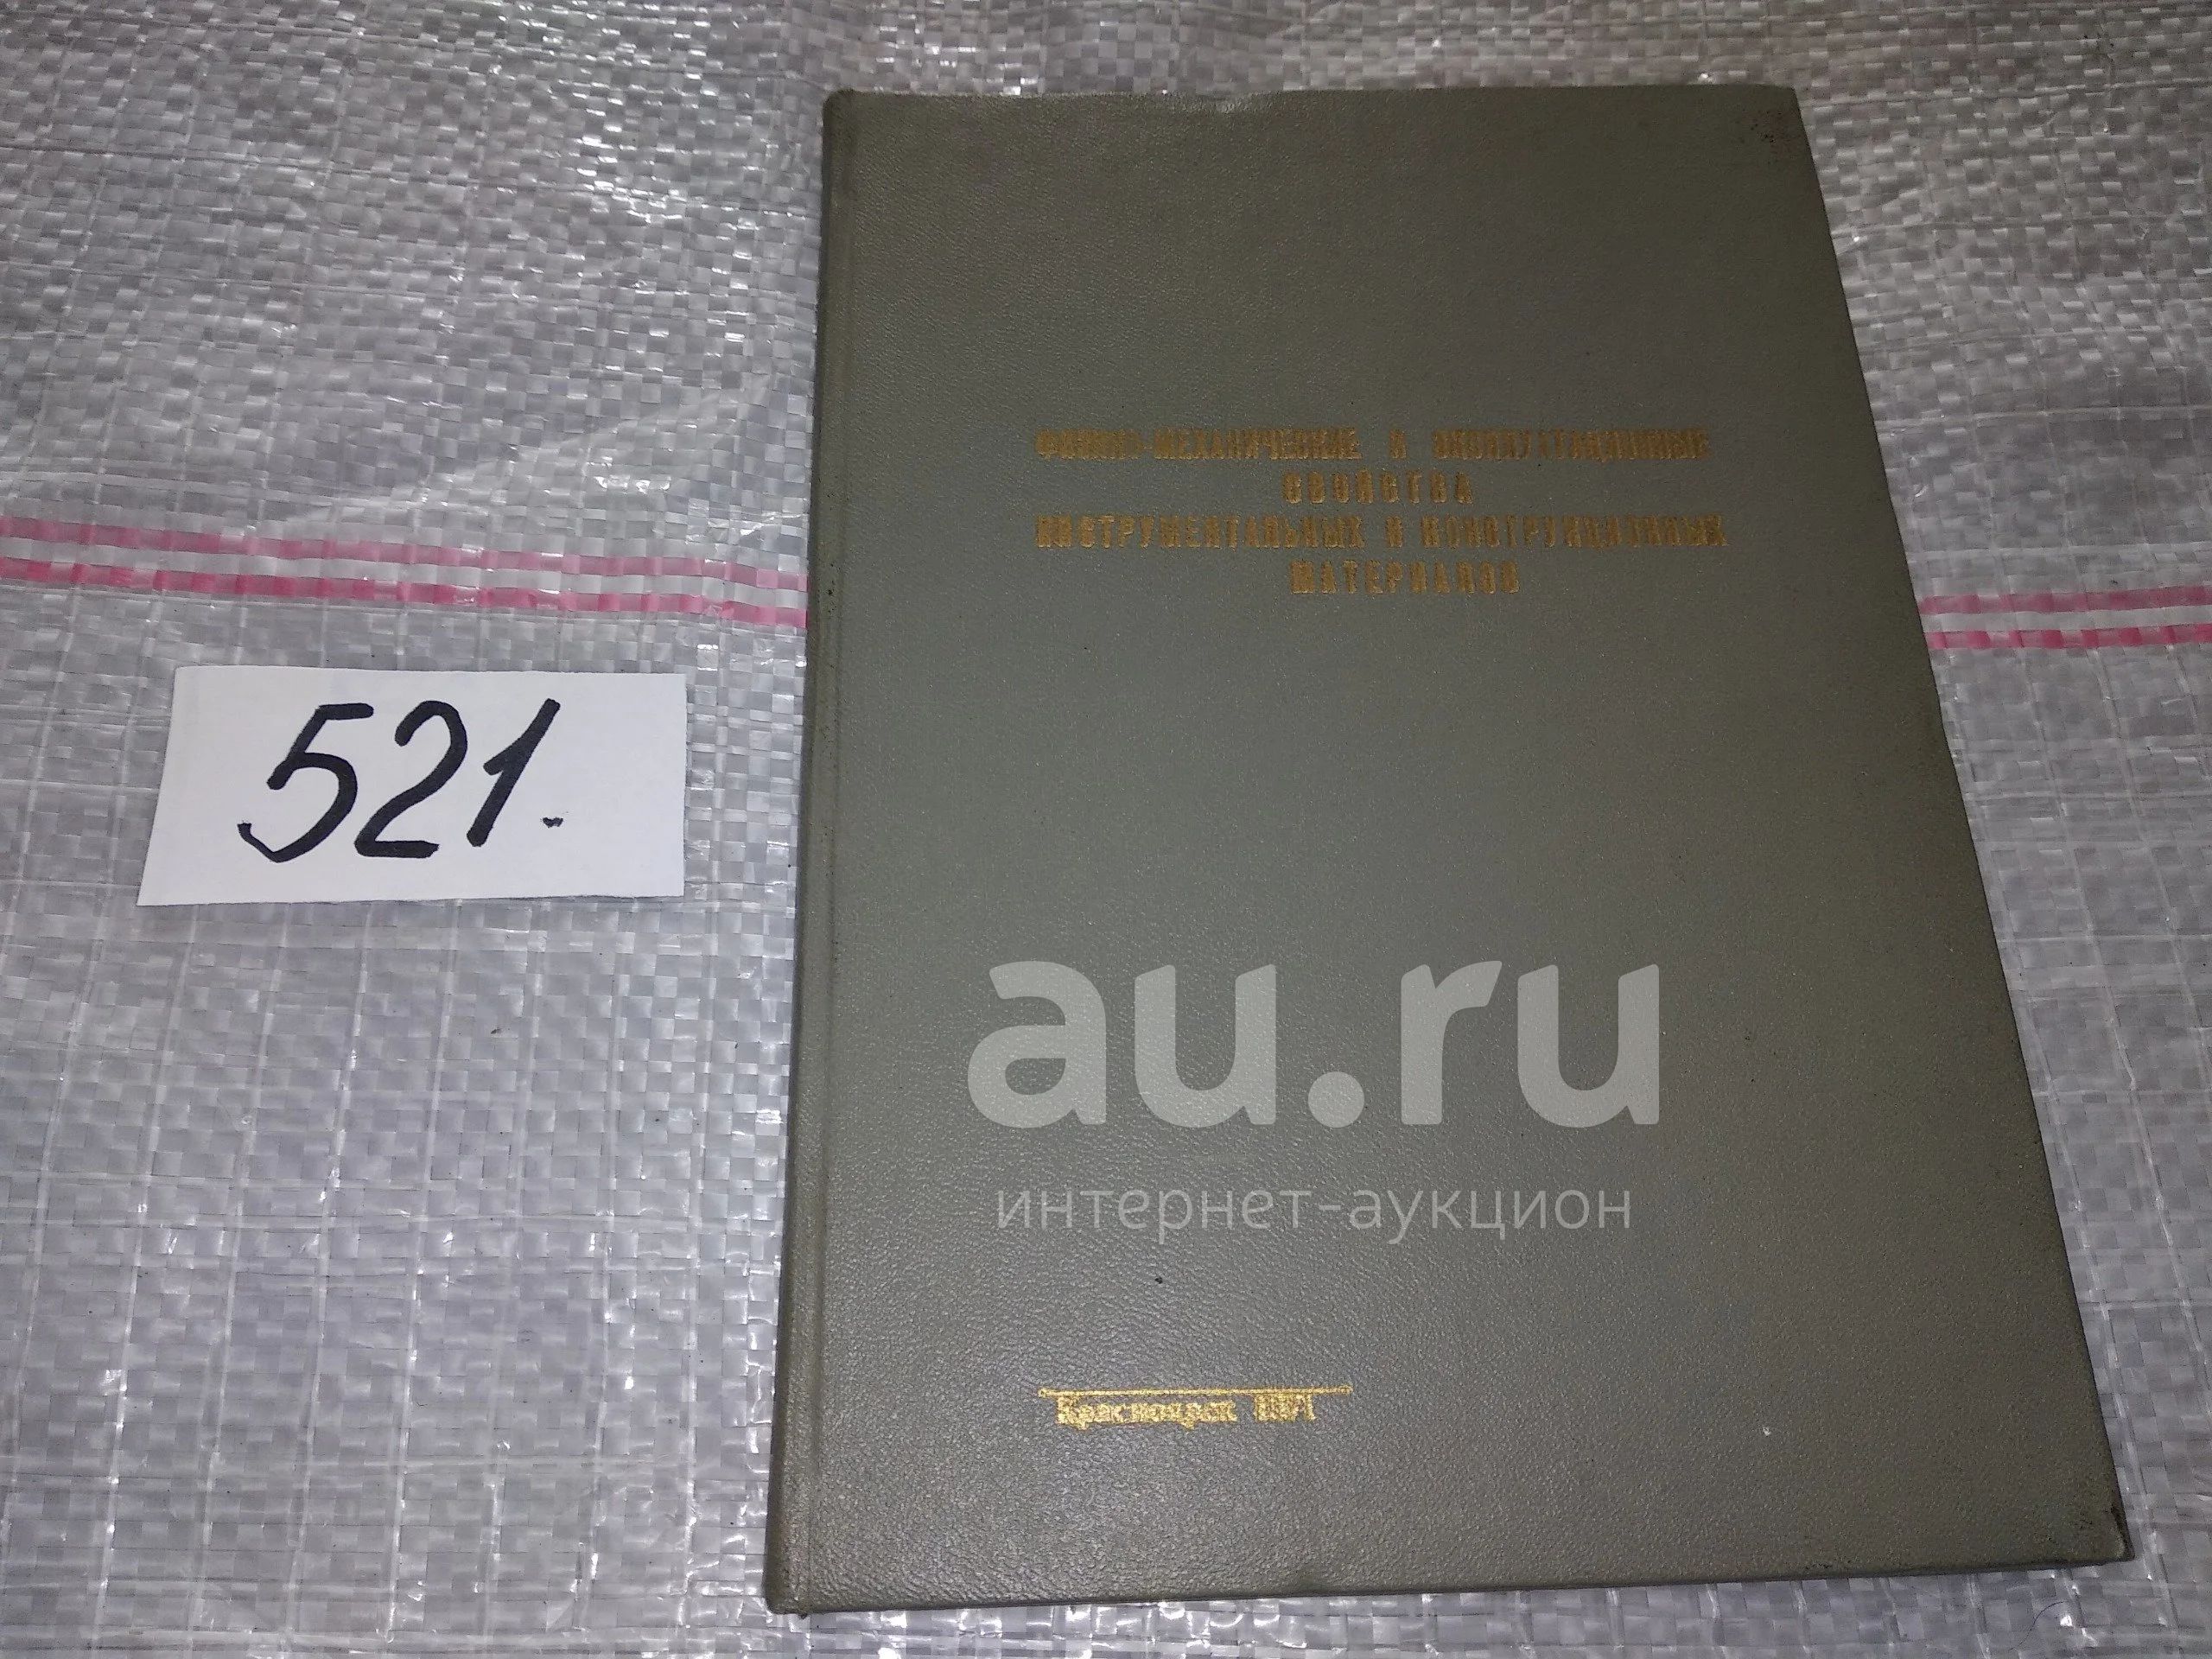 ФИЗИКО-МЕХАНИЧЕСКИЕ И ЭКСПЛУАТАЦИОННЫЕ
СВОЙСТВА
ИНСТРУМЕНТАЛЬНЫХ И КОНСТРУКЦИОННЫХ
МАТЕРИАЛОВ
521.
au.ru
интернет-аукцион
Красноярск